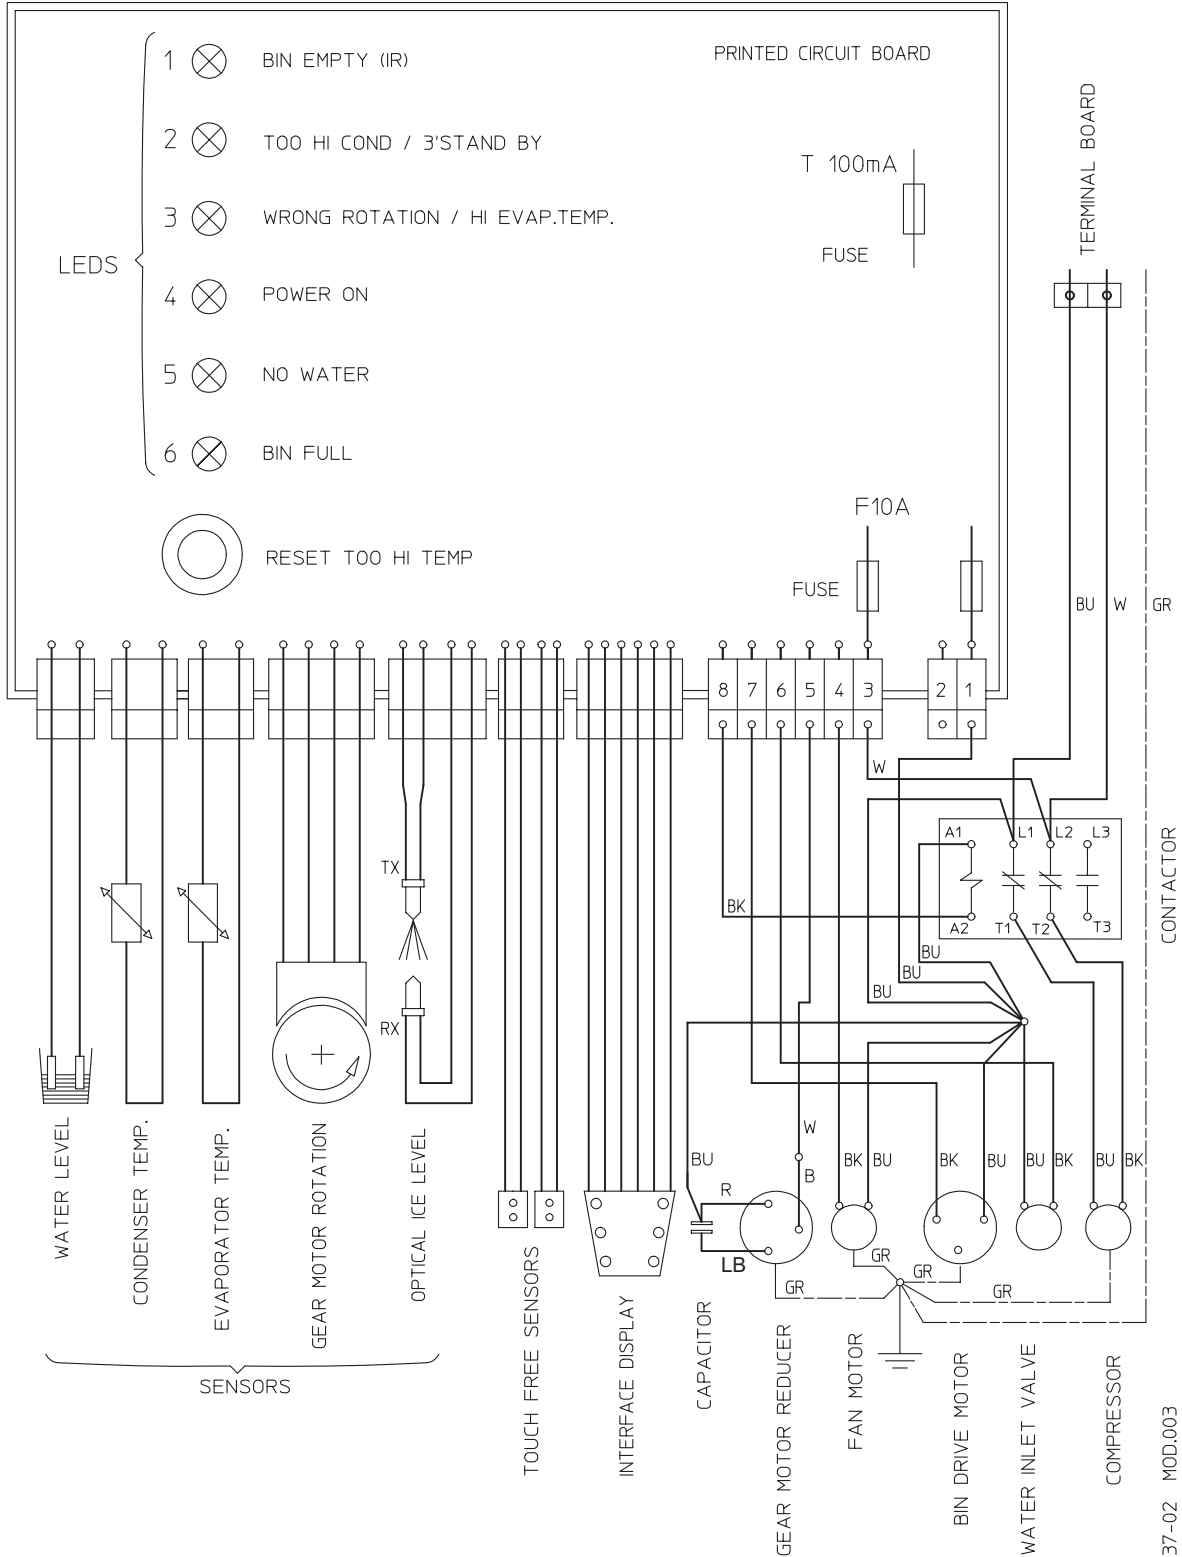 PRINTED CIRCUIT BOARD
LEDS
1 BIN EMPTY (IR)
2 TOO HI COND / 3'STAND BY
3 WRONG ROTATION / HI EVAP.TEMP.
4 POWER ON
5 NO WATER
6 BIN FULL
RESET TOO HI TEMP
T 100mA
FUSE
F10A
FUSE
TERMINAL BOARD
BU W GR
8 7 6 5 4 3 2 1
W
A1 L1 L2 L3
A2 T1 T2 T3
CONTACTOR
BK
BU
BU
BU
TX
RX
W
B
BU
R
LB
BK BU
BK BU
BU BK
BU BK
GR
GR
GR
GR
WATER LEVEL
CONDENSER TEMP.
EVAPORATOR TEMP.
GEAR MOTOR ROTATION
OPTICAL ICE LEVEL
SENSORS
TOUCH FREE SENSORS
INTERFACE DISPLAY
CAPACITOR
GEAR MOTOR REDUCER
FAN MOTOR
BIN DRIVE MOTOR
WATER INLET VALVE
COMPRESSOR
37-02 MOD.003